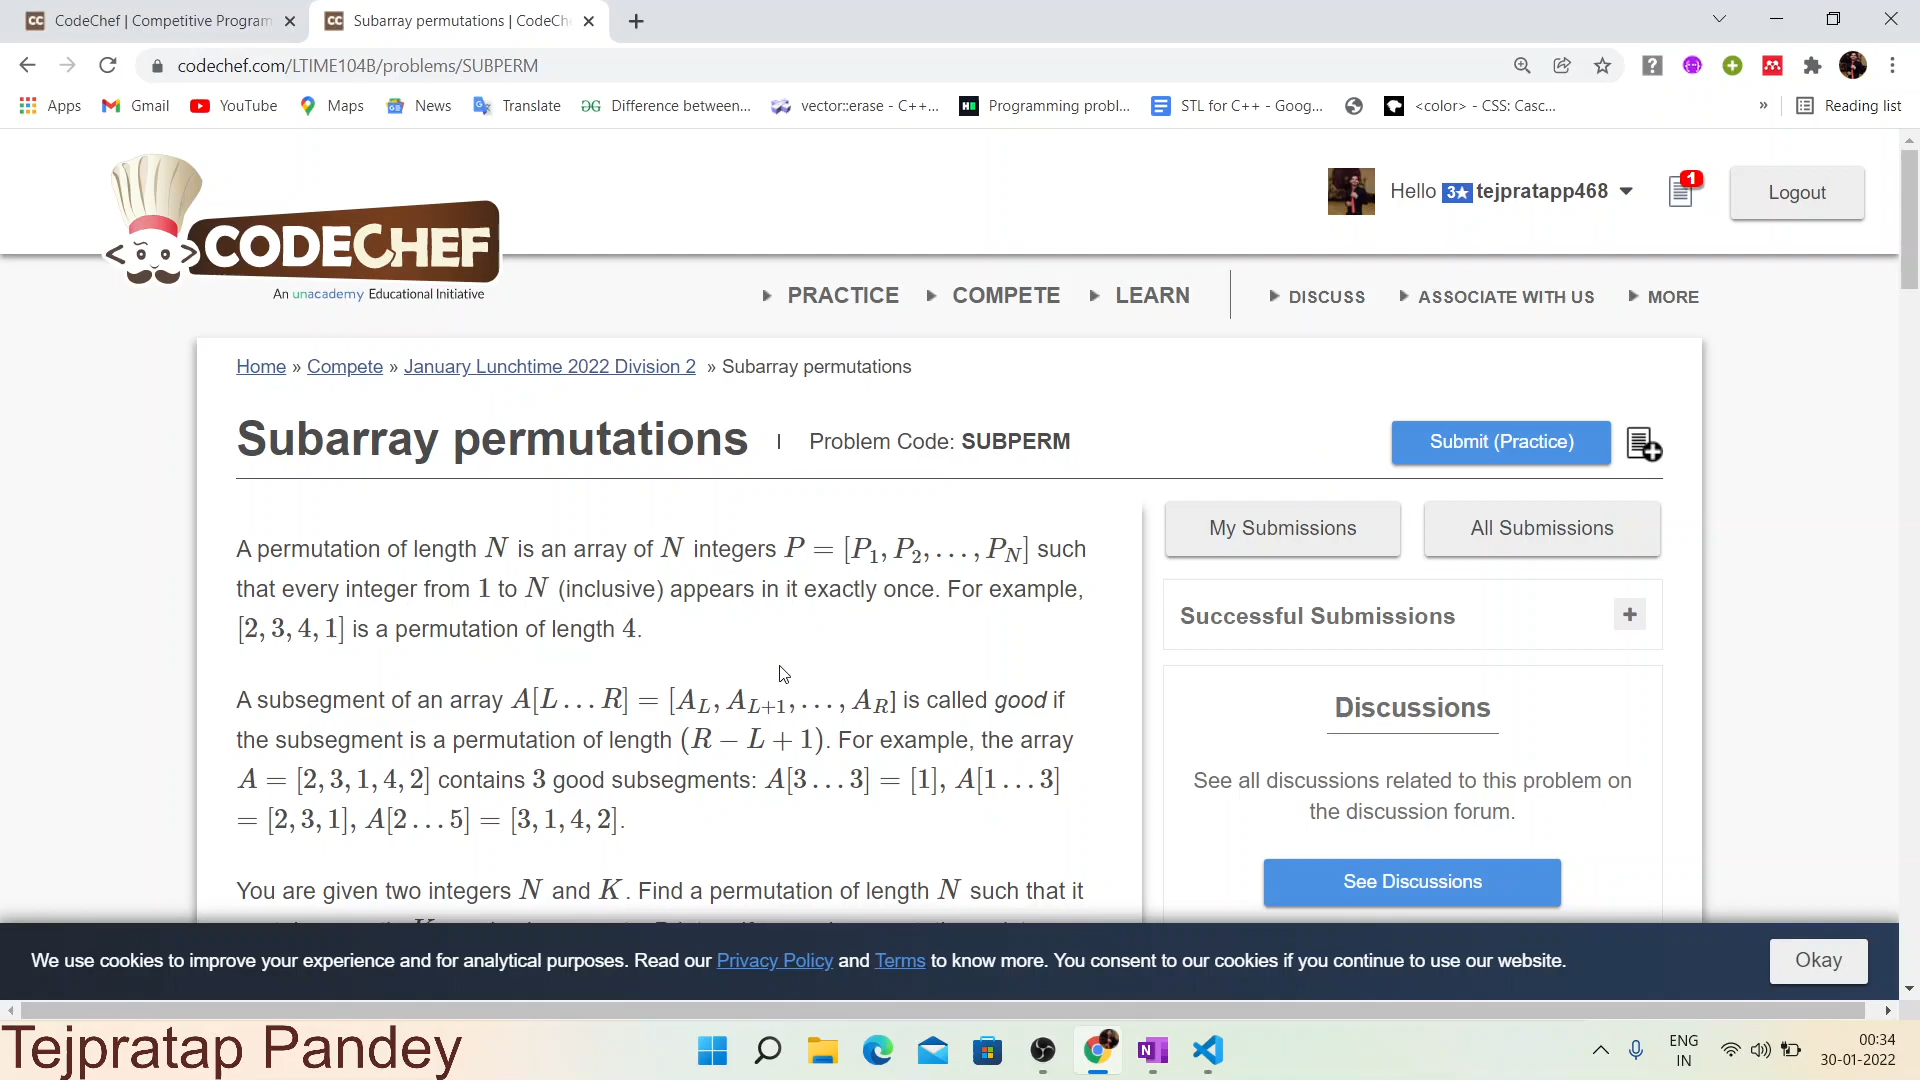 CodeChef | Competitive Program
Subarray permutations | CodeCh
codechef.com/LTIME104B/problems/SUBPERM
Apps
Gmail
YouTube
Maps
News
Translate
Difference between...
vector::erase - C++...
Programming probl...
STL for C++ - Goog...
<color> - CSS: Casc...
»
Reading list
CODECHEF
An unacademy Educational Initiative
Hello 3★ tejpratapp468
1
Logout
PRACTICE
COMPETE
LEARN
DISCUSS
ASSOCIATE WITH US
MORE
Home » Compete » January Lunchtime 2022 Division 2 » Subarray permutations
Subarray permutations
Problem Code: SUBPERM
Submit (Practice)
A permutation of length N is an array of N integers P = [P₁, P₂, . . . , P_N] such
that every integer from 1 to N (inclusive) appears in it exactly once. For example,
[2, 3, 4, 1] is a permutation of length 4.
A subsegment of an array A[L . . . R] = [A_L, A_{L+1}, . . . , A_R] is called good if
the subsegment is a permutation of length (R − L + 1). For example, the array
A = [2, 3, 1, 4, 2] contains 3 good subsegments: A[3 . . . 3] = [1], A[1 . . . 3]
= [2, 3, 1], A[2 . . . 5] = [3, 1, 4, 2].
You are given two integers N and K. Find a permutation of length N such that it
My Submissions
All Submissions
Successful Submissions
+
Discussions
See all discussions related to this problem on
the discussion forum.
See Discussions
We use cookies to improve your experience and for analytical purposes. Read our Privacy Policy and Terms to know more. You consent to our cookies if you continue to use our website.
Okay
Tejpratap Pandey
ENG
IN
00:34
30-01-2022